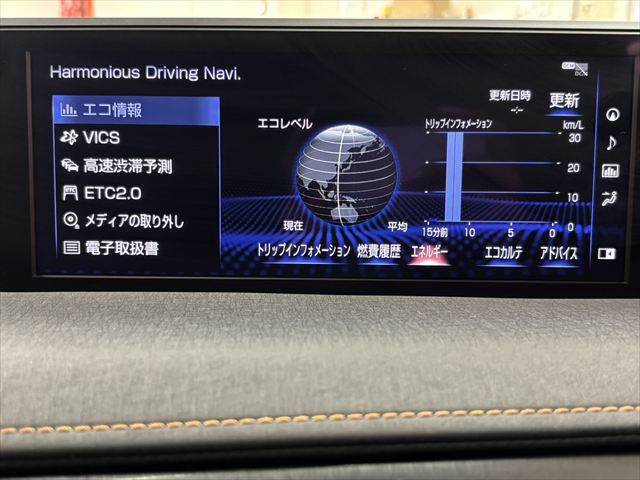 Harmonious Driving Navi.
DCM
更新日時
-:-
更新
エコ情報
VICS
高速渋滞予測
ETC
ETC2.0
メディアの取り外し
電子取扱書
エコレベル
現在
平均
トリップインフォメーション
km/L
30
20
10
0
15分前
10
5
0
トリップインフォメーション
燃費履歴
エネルギー
エコカルテ
アドバイス